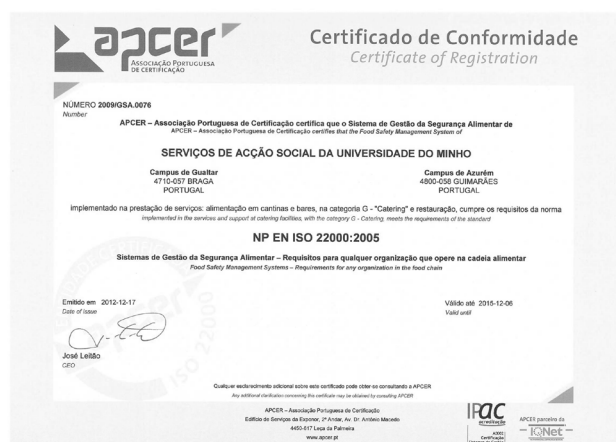 apcer
ASSOCIAÇÃO PORTUGUESA
DE CERTIFICAÇÃO
Certificado de Conformidade
Certificate of Registration
NÚMERO 2009/GSA.0076
Number
APCER – Associação Portuguesa de Certificação certifica que o Sistema de Gestão da Segurança Alimentar de
APCER – Associação Portuguesa de Certificação certifies that the Food Safety Management System of
SERVIÇOS DE ACÇÃO SOCIAL DA UNIVERSIDADE DO MINHO
Campus de Gualtar
4710-057 BRAGA
PORTUGAL
Campus de Azurém
4800-058 GUIMARÃES
PORTUGAL
implementado na prestação de serviços: alimentação em cantinas e bares, na categoria G - "Catering" e restauração, cumpre os requisitos da norma
implemented in the services and support at catering facilities, with the category G - Catering, meets the requirements of the standard
NP EN ISO 22000:2005
Sistemas de Gestão da Segurança Alimentar – Requisitos para qualquer organização que opere na cadeia alimentar
Food Safety Management Systems – Requirements for any organization in the food chain
Emitido em 2012-12-17
Date of issue
Válido até 2015-12-06
Valid until
José Leitão
CEO
ISO 22000
Qualquer esclarecimento adicional sobre este certificado pode obter-se consultando a APCER
Any additional clarification concerning this certificate may be obtained by consulting APCER
APCER – Associação Portuguesa de Certificação
Edifício de Serviços da Exponor, 2º Andar, Av. Dr. António Macedo
4450-617 Leça da Palmeira
www.apcer.pt
IPAC
acreditação
Certificação
APCER parceiro da
IQNet